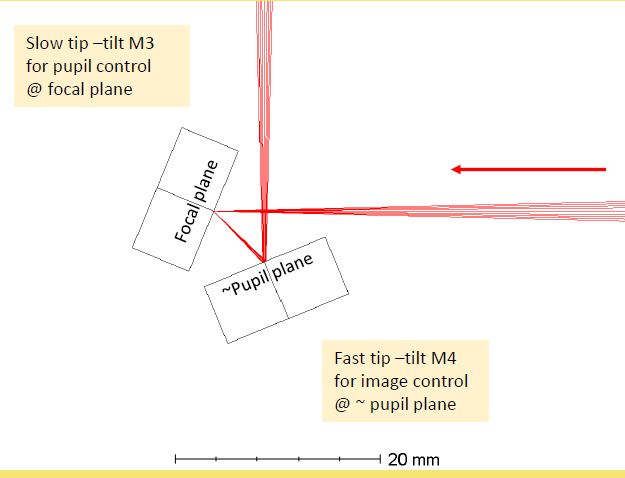 Slow tip –tilt M3
for pupil control
@ focal plane
Focal plane
~Pupil plane
Fast tip –tilt M4
for image control
@ ~ pupil plane
20 mm